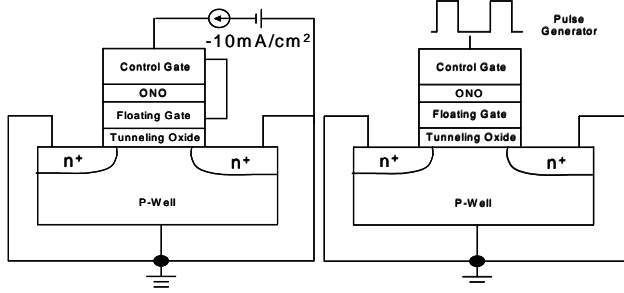 -10mA/cm²
Control Gate
ONO
Floating Gate
Tunneling Oxide
n+
n+
P-Well
Pulse
Generator
Control Gate
ONO
Floating Gate
Tunneling Oxide
n+
n+
P-Well